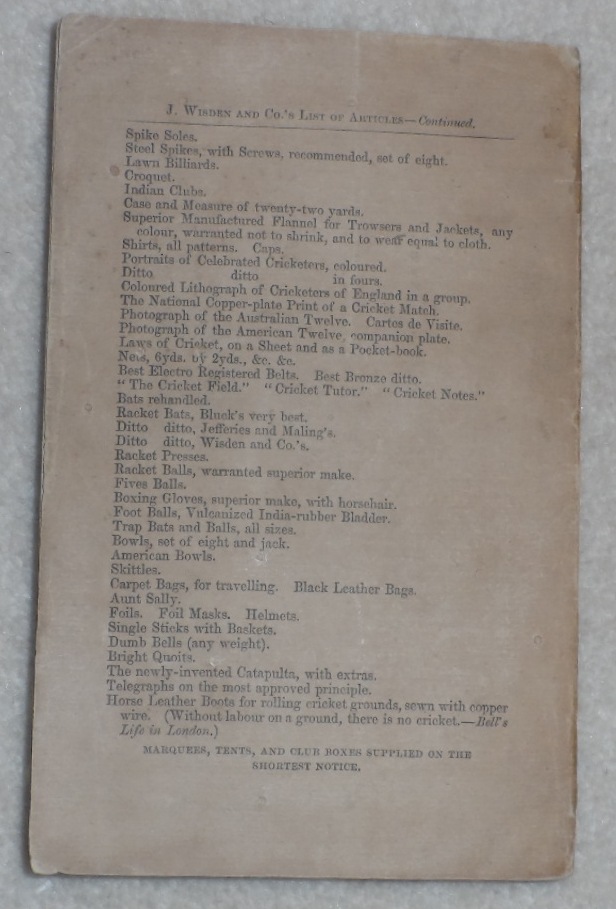 J. Wisden and Co.'s List of Articles—Continued.
Spike Soles.
Steel Spikes, with Screws, recommended, set of eight.
Lawn Billiards.
Croquet.
Indian Clubs.
Case and Measure of twenty-two yards.
Superior Manufactured Flannel for Trowsers and Jackets, any
colour, warranted not to shrink, and to wear equal to cloth.
Shirts, all patterns. Caps.
Portraits of Celebrated Cricketers, coloured.
Ditto ditto in fours.
Coloured Lithograph of Cricketers of England in a group.
The National Copper-plate Print of a Cricket Match.
Photograph of the Australian Twelve. Cartes de Visite.
Photograph of the American Twelve, companion plate.
Laws of Cricket, on a Sheet and as a Pocket-book.
Nets, 6yds. by 2yds., &c. &c.
Best Electro Registered Belts. Best Bronze ditto.
"The Cricket Field." "Cricket Tutor." "Cricket Notes."
Bats rehandled.
Racket Bats, Bluck's very best.
Ditto ditto, Jefferies and Maling's.
Ditto ditto, Wisden and Co.'s.
Racket Presses.
Racket Balls, warranted superior make.
Fives Balls.
Boxing Gloves, superior make, with horsehair.
Foot Balls, Vulcanized India-rubber Bladder.
Trap Bats and Balls, all sizes.
Bowls, set of eight and jack.
American Bowls.
Skittles.
Carpet Bags, for travelling. Black Leather Bags.
Aunt Sally.
Foils. Foil Masks. Helmets.
Single Sticks with Baskets.
Dumb Bells (any weight).
Bright Quoits.
The newly-invented Catapulta, with extras.
Telegraphs on the most approved principle.
Horse Leather Boots for rolling cricket grounds, sewn with copper
wire. (Without labour on a ground, there is no cricket.—Bell's
Life in London.)
MARQUEES, TENTS, AND CLUB BOXES SUPPLIED ON THE
SHORTEST NOTICE.